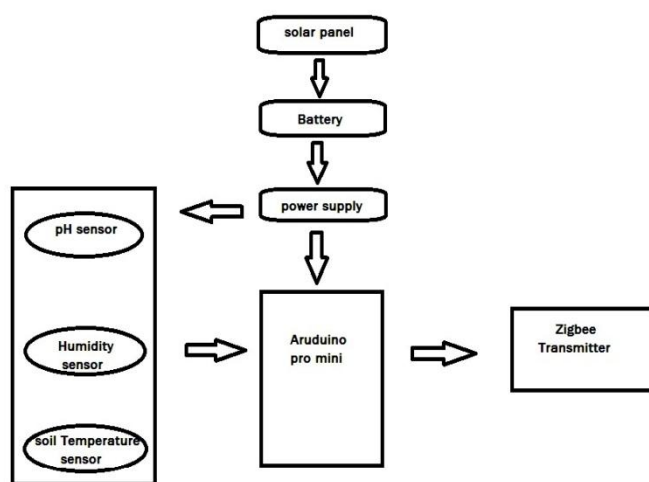 solar panel
Battery
power supply
pH sensor
Humidity
sensor
soil Temperature
sensor
Aruduino
pro mini
Zigbee
Transmitter